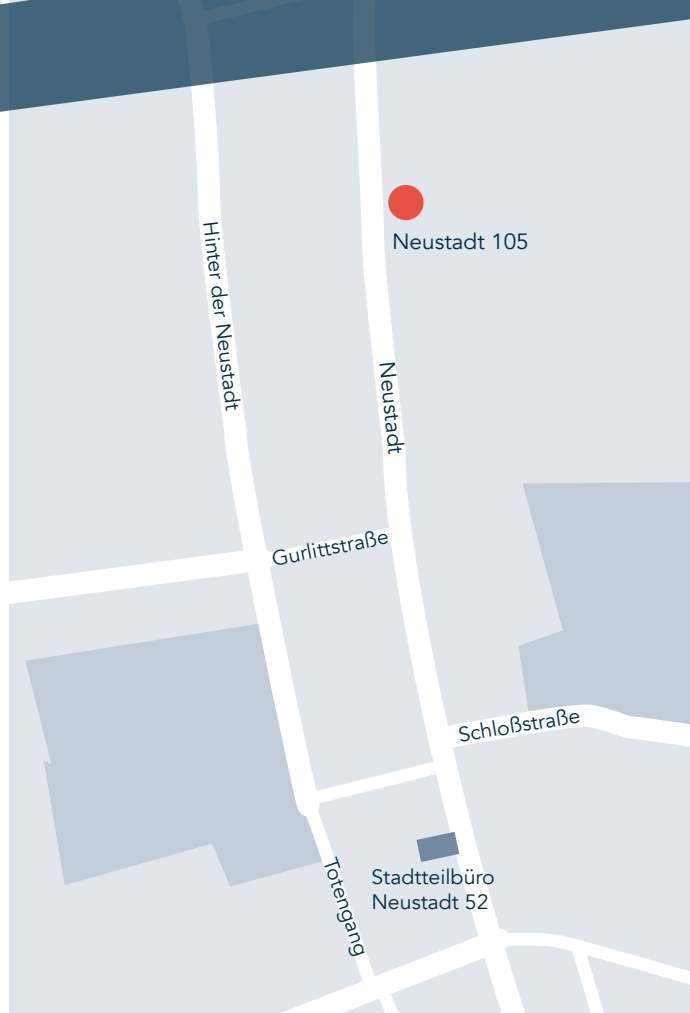 Neustadt 105
Hinter der Neustadt
Neustadt
Gurlittstraße
Schloßstraße
Stadtteilbüro
Neustadt 52
Totengang